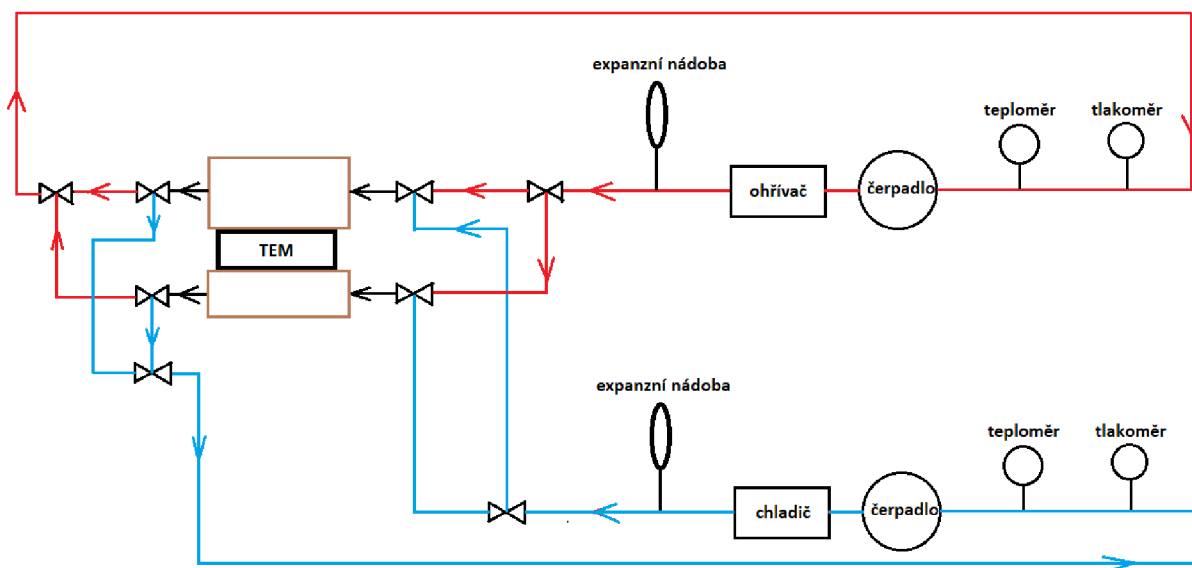 expanzní nádoba
teploměr
tlakoměr
ohřívač
čerpadlo
TEM
expanzní nádoba
teploměr
tlakoměr
chladič
čerpadlo